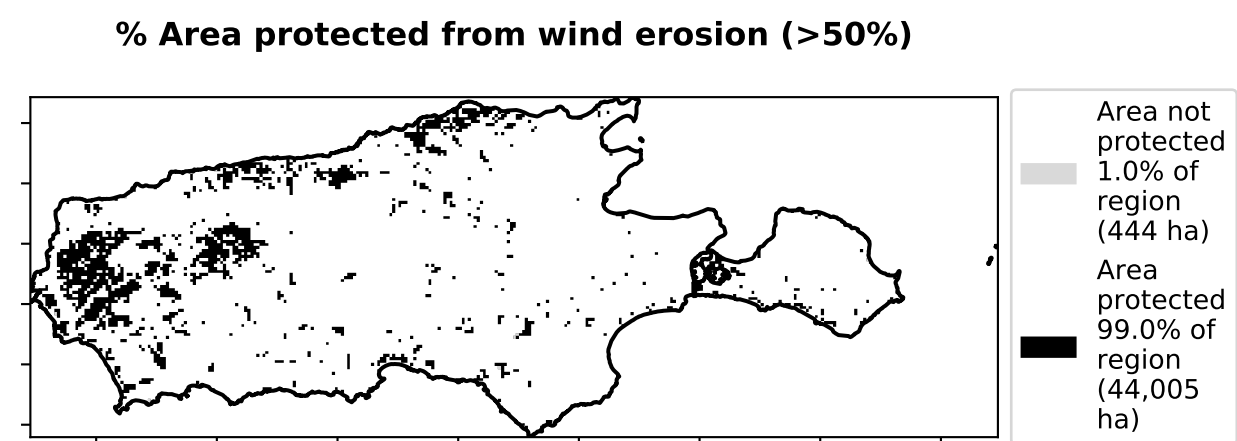 % Area protected from wind erosion (>50%)
Area not
protected
1.0% of
region
(444 ha)
Area
protected
99.0% of
region
(44,005
ha)